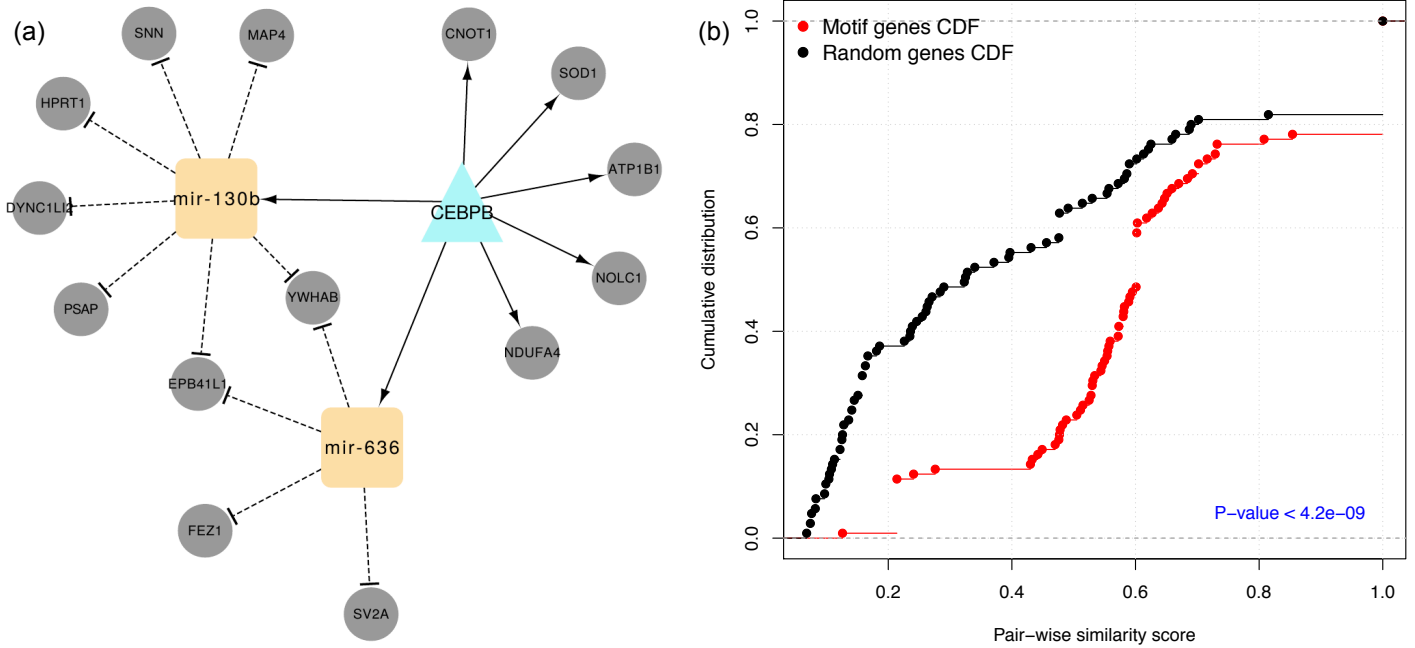 (a)
SNN
MAP4
CNOT1
SOD1
HPRT1
ATP1B1
mir-130b
CEBPB
DYNC1LI2
NOLC1
PSAP
YWHAB
NDUFA4
EPB41L1
mir-636
FEZ1
SV2A
(b)
Motif genes CDF
Random genes CDF
Cumulative distribution
1.0
0.8
0.6
0.4
0.2
0.0
P-value < 4.2e-09
0.2 0.4 0.6 0.8 1.0
Pair-wise similarity score